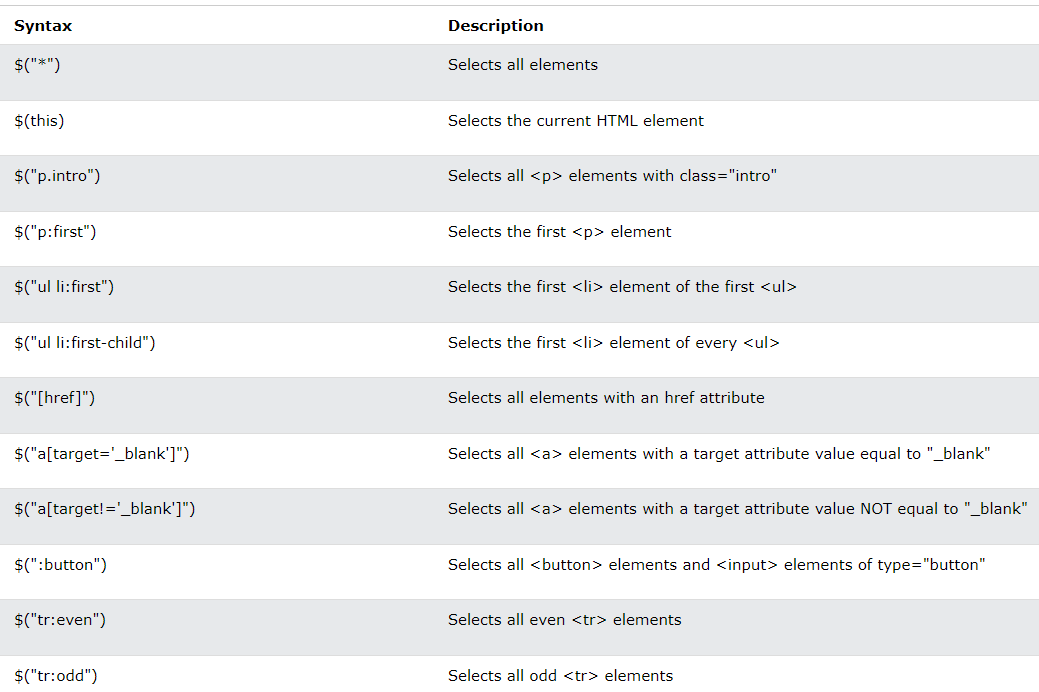 Syntax Description
$("*") Selects all elements
$(this) Selects the current HTML element
$("p.intro") Selects all <p> elements with class="intro"
$("p:first") Selects the first <p> element
$("ul li:first") Selects the first <li> element of the first <ul>
$("ul li:first-child") Selects the first <li> element of every <ul>
$("[href]") Selects all elements with an href attribute
$("a[target='_blank']") Selects all <a> elements with a target attribute value equal to "_blank"
$("a[target!='_blank']") Selects all <a> elements with a target attribute value NOT equal to "_blank"
$(":button") Selects all <button> elements and <input> elements of type="button"
$("tr:even") Selects all even <tr> elements
$("tr:odd") Selects all odd <tr> elements